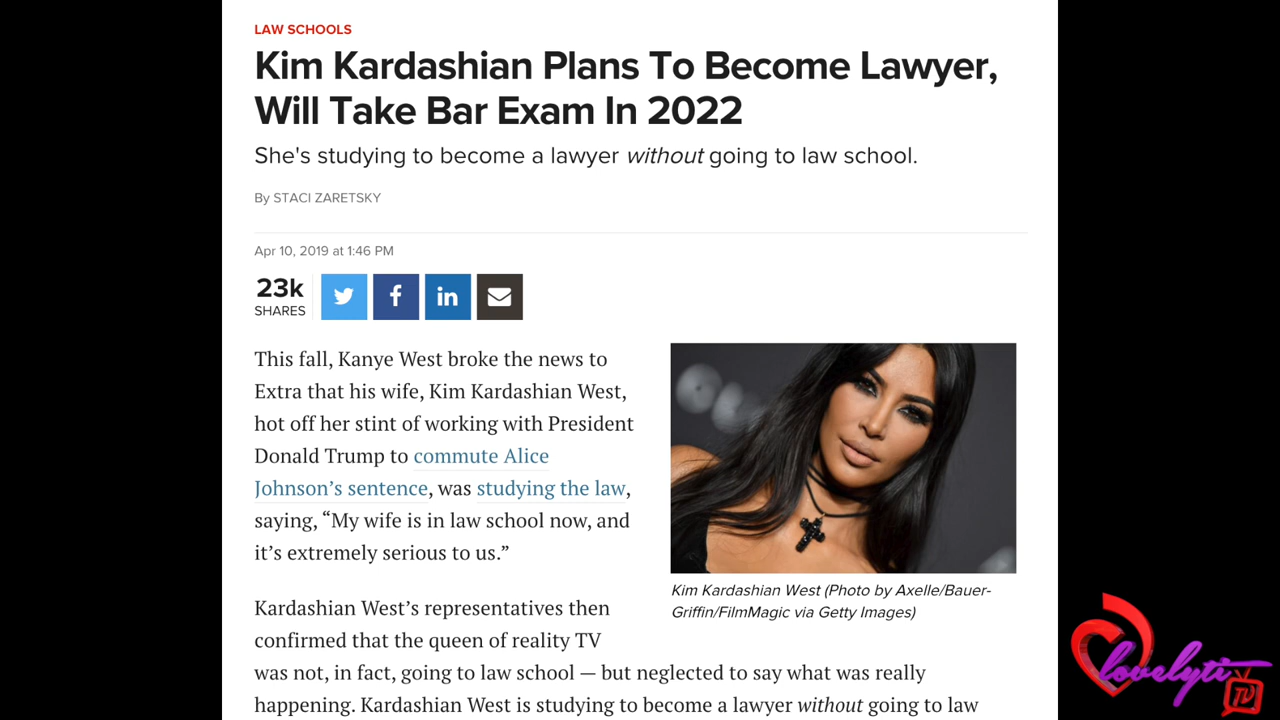 LAW SCHOOLS
Kim Kardashian Plans To Become Lawyer,
Will Take Bar Exam In 2022
She's studying to become a lawyer without going to law school.
By STACI ZARETSKY
Apr 10, 2019 at 1:46 PM
23k
SHARES
This fall, Kanye West broke the news to
Extra that his wife, Kim Kardashian West,
hot off her stint of working with President
Donald Trump to commute Alice
Johnson’s sentence, was studying the law,
saying, “My wife is in law school now, and
it’s extremely serious to us.”
Kim Kardashian West (Photo by Axelle/Bauer-
Griffin/FilmMagic via Getty Images)
Kardashian West’s representatives then
confirmed that the queen of reality TV
was not, in fact, going to law school — but neglected to say what was really
happening. Kardashian West is studying to become a lawyer without going to law
lovelyti
TV